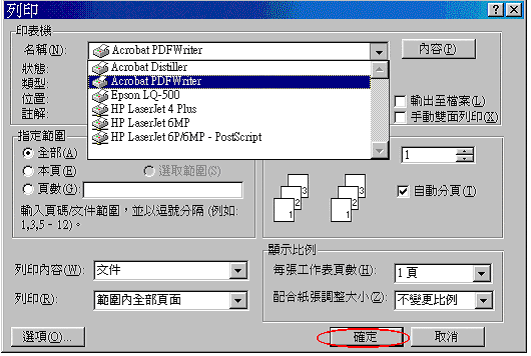 列印
印表機
名稱(N):
Acrobat PDFWriter
內容(P)
狀態:
類型:
位置:
註解:
Acrobat Distiller
Acrobat PDFWriter
Epson LQ-500
HP LaserJet 4 Plus
HP LaserJet 6MP
HP LaserJet 6P/6MP - PostScript
輸出至檔案(L)
手動雙面列印(X)
指定範圍
全部(A)
本頁(E)
選取範圍(S)
頁數(G):
輸入頁碼/文件範圍，並以逗號分隔 (例如:
1,3,5 - 12)。
1
自動分頁(T)
1
2
3
1
2
3
列印內容(W):
文件
列印(R):
範圍內全部頁面
顯示比例
每張工作表頁數(H):
1 頁
配合紙張調整大小(Z):
不變更比例
選項(O)...
確定
取消